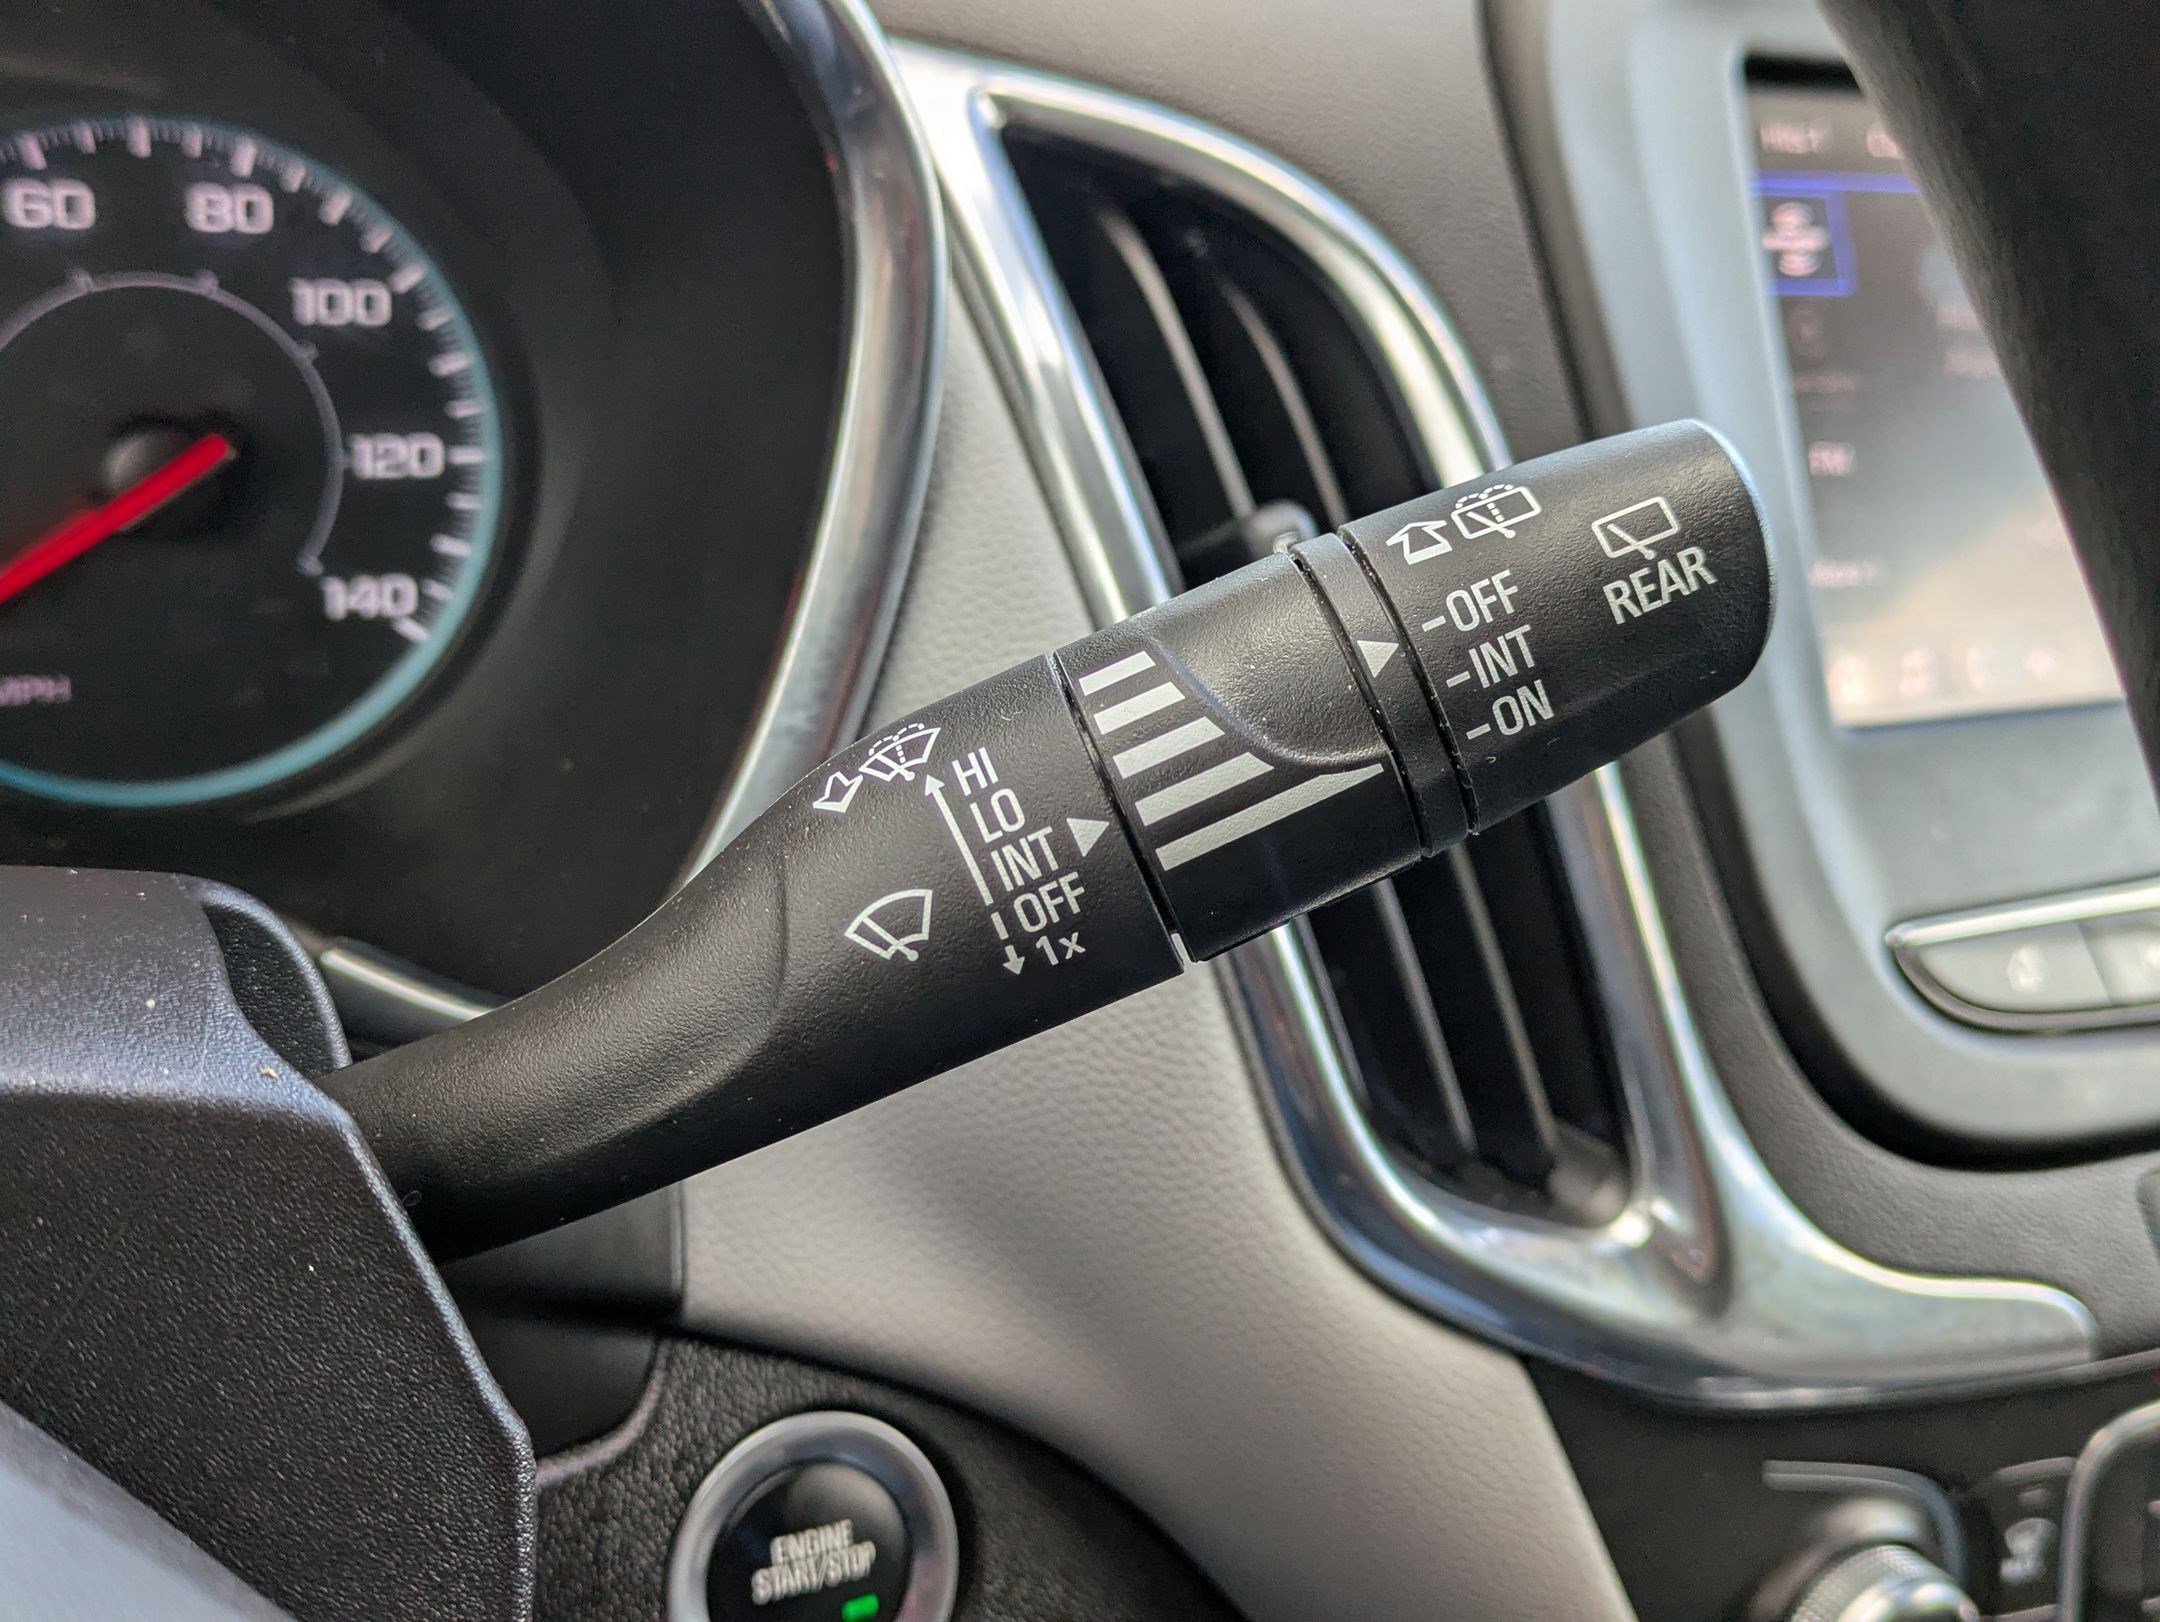 60
80
100
120
140
MPH
HI
LO
INT
OFF
1x
-OFF
-INT
-ON
REAR
ENGINE
START/STOP